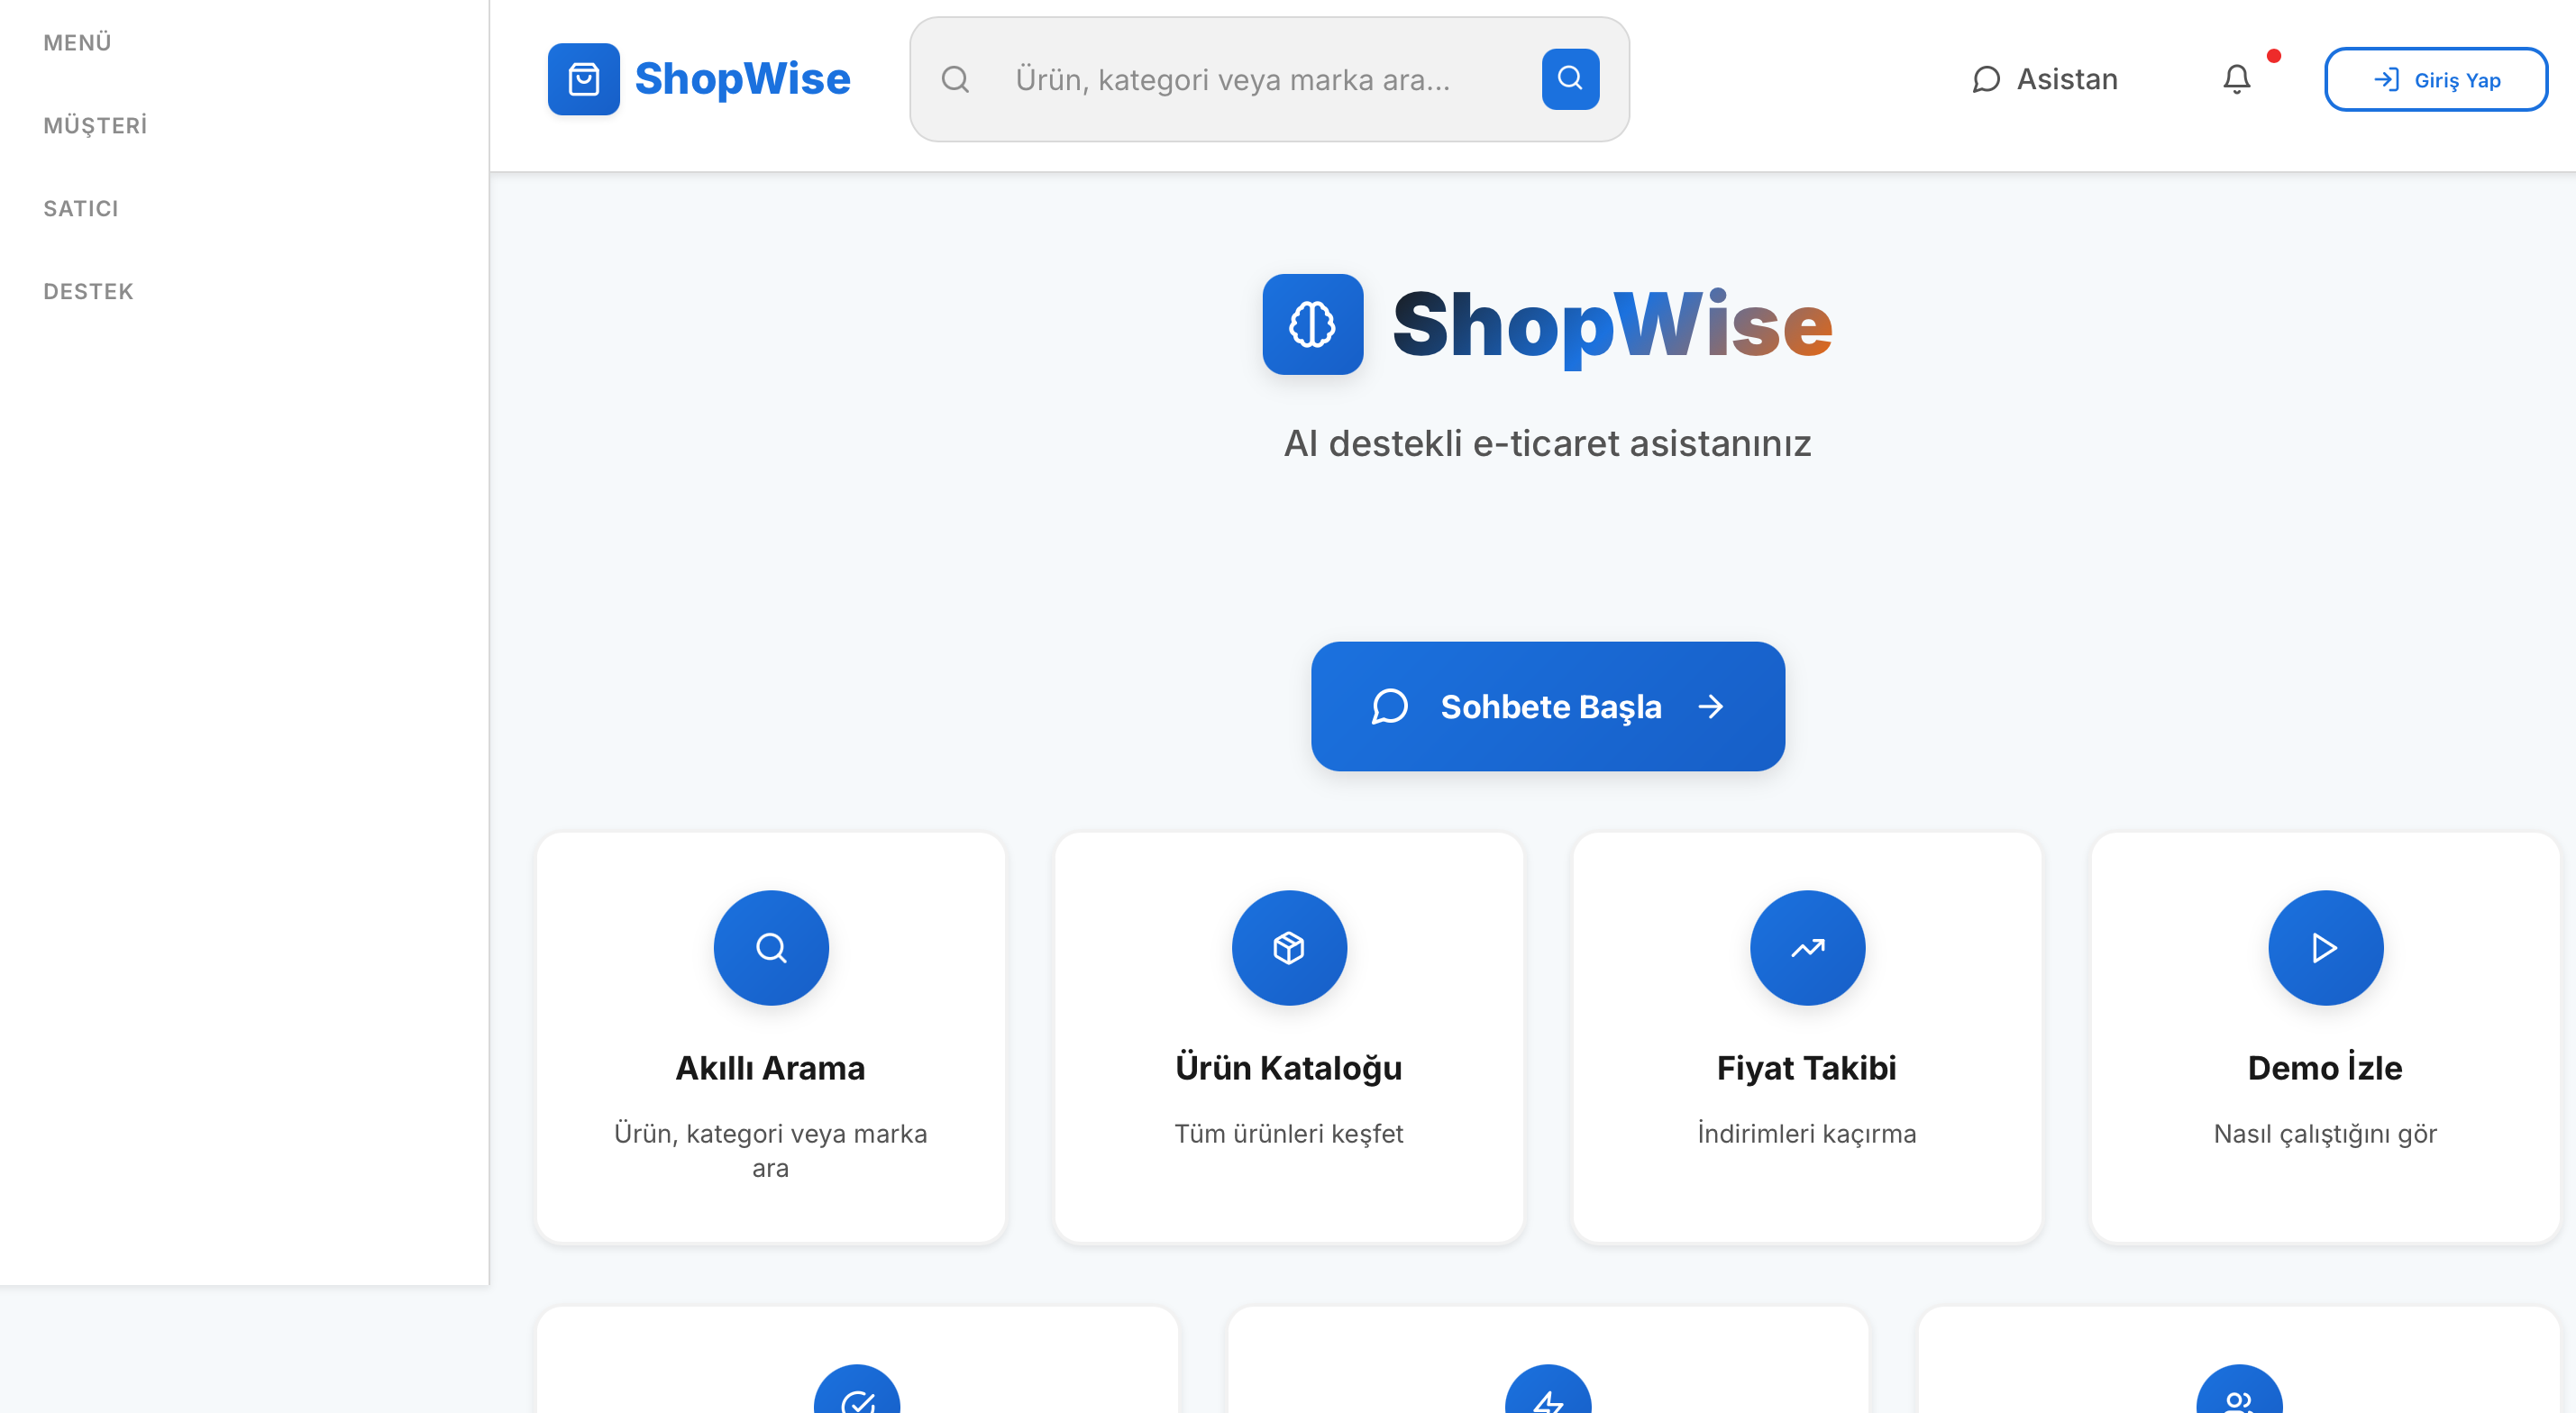 MENÜ
MÜŞTERİ
SATICI
DESTEK
ShopWise
Ürün, kategori veya marka ara...
Asistan
Giriş Yap
ShopWise
AI destekli e-ticaret asistanınız
Sohbete Başla
Akıllı Arama
Ürün, kategori veya marka
ara
Ürün Kataloğu
Tüm ürünleri keşfet
Fiyat Takibi
İndirimleri kaçırma
Demo İzle
Nasıl çalıştığını gör